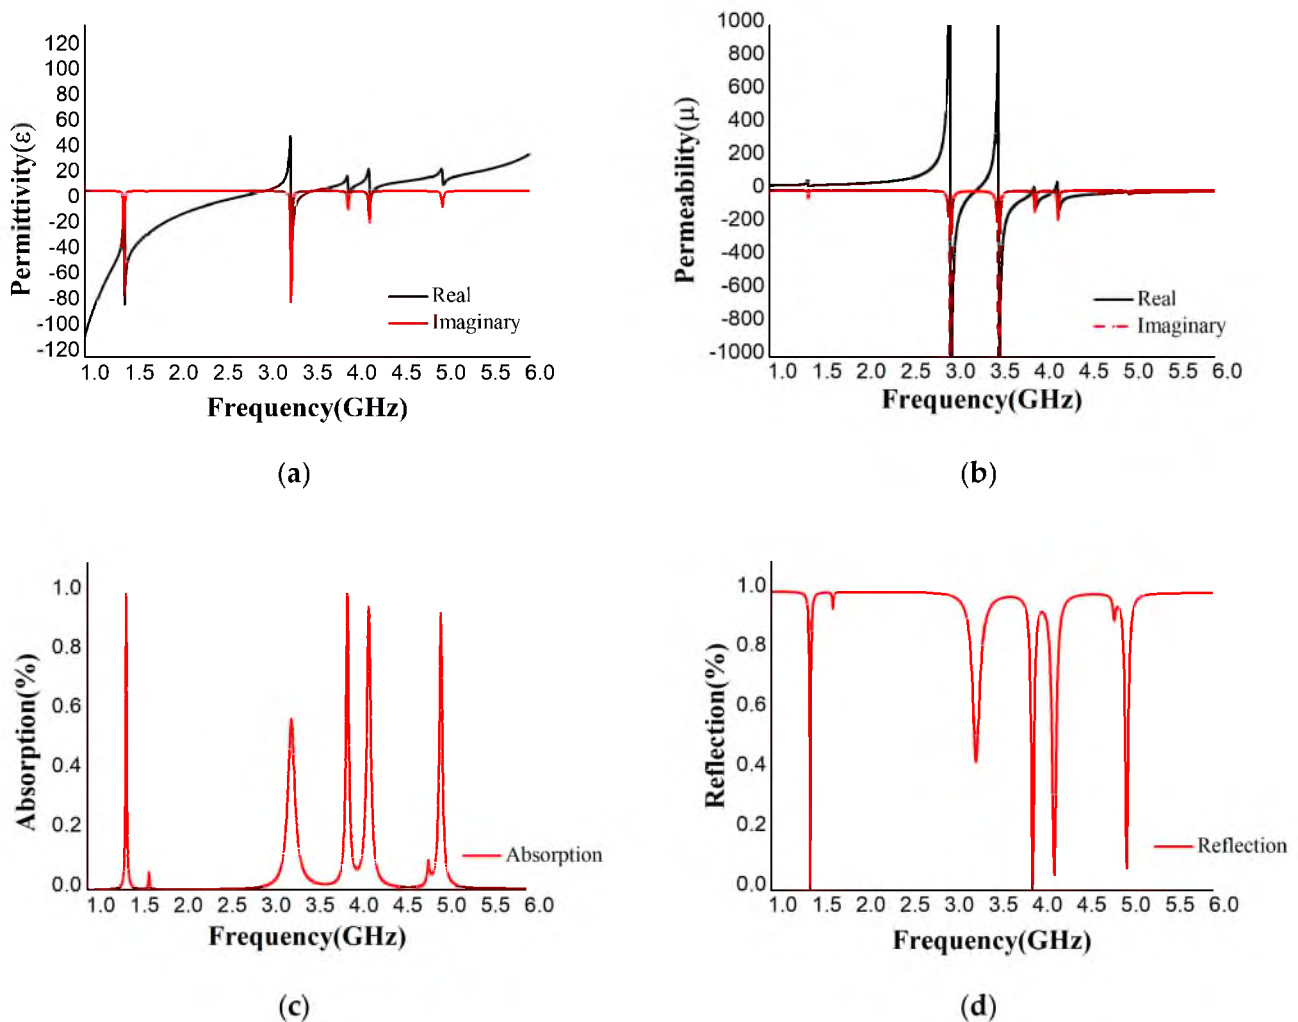 120
100
80
60
40
20
0
-20
-40
-60
-80
-100
-120
Permittivity(ε)
Real
Imaginary
1.0 1.5 2.0 2.5 3.0 3.5 4.0 4.5 5.0 5.5 6.0
Frequency(GHz)
(a)
1000
800
600
400
200
0
-200
-400
-600
-800
-1000
Permeability(μ)
Real
Imaginary
1.0 1.5 2.0 2.5 3.0 3.5 4.0 4.5 5.0 5.5 6.0
Frequency(GHz)
(b)
1.0
0.8
0.6
0.4
0.2
0.0
Absorption(%)
Absorption
1.0 1.5 2.0 2.5 3.0 3.5 4.0 4.5 5.0 5.5 6.0
Frequency(GHz)
(c)
1.0
0.8
0.6
0.4
0.2
0.0
Reflection(%)
Reflection
1.0 1.5 2.0 2.5 3.0 3.5 4.0 4.5 5.0 5.5 6.0
Frequency(GHz)
(d)